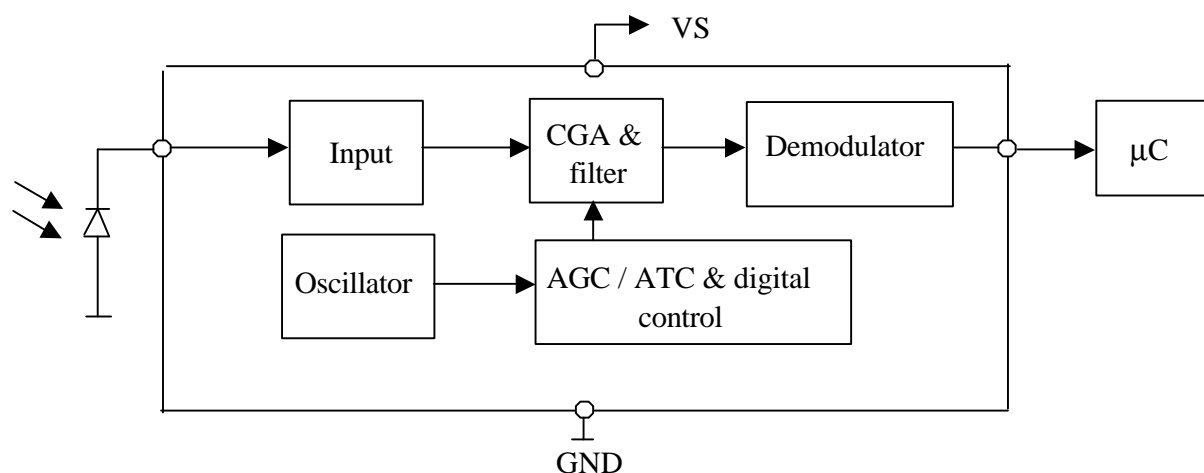 VS
Input
CGA &
filter
Demodulator
μC
Oscillator
AGC / ATC & digital
control
GND